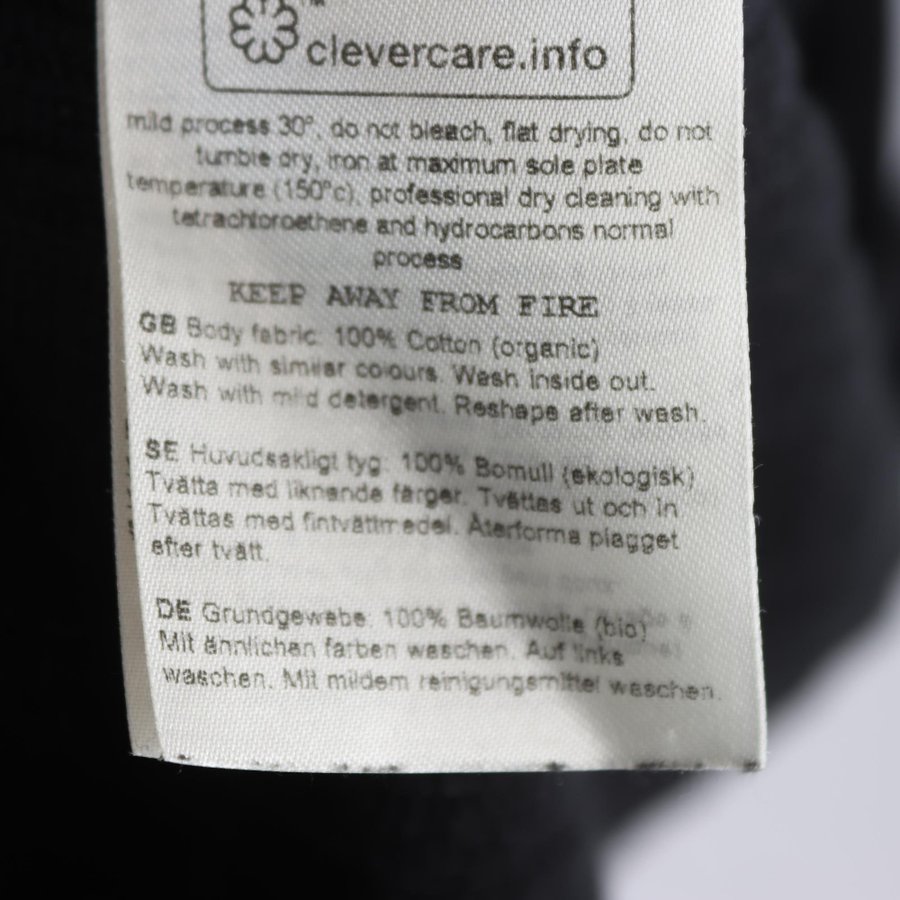 ™
clevercare.info
mild process 30°, do not bleach, flat drying, do not
tumble dry, iron at maximum sole plate
temperature (150°c), professional dry cleaning with
tetrachloroethene and hydrocarbons normal
process
KEEP AWAY FROM FIRE
GB Body fabric: 100% Cotton (organic)
Wash with similar colours. Wash inside out.
Wash with mild detergent. Reshape after wash.
SE Huvudsakligt tyg: 100% Bomull (ekologisk)
Tvätta med liknande färger. Tvättas ut och in
Tvättas med fintvättmedel. Återforma plagget
efter tvätt.
DE Grundgewebe: 100% Baumwolle (bio)
Mit ähnlichen farben waschen. Auf links
waschen. Mit mildem reinigungsmittel waschen.